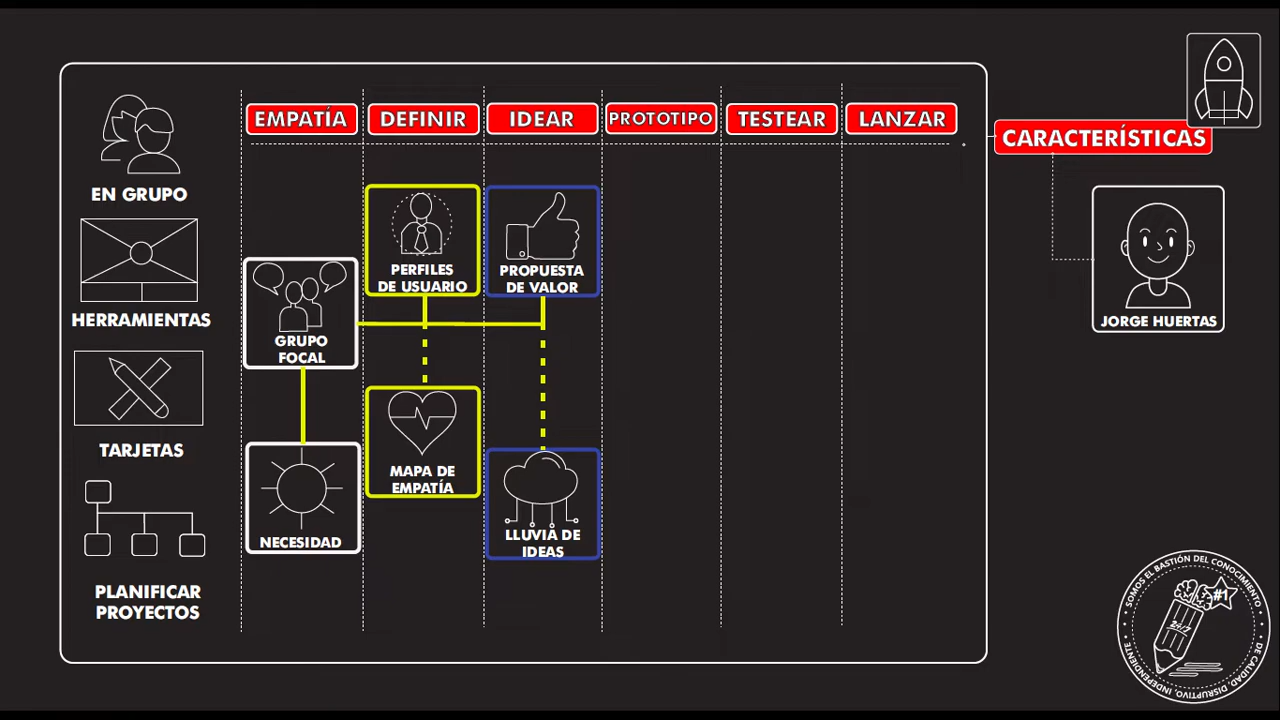 EMPATÍA
DEFINIR
IDEAR
PROTOTIPO
TESTEAR
LANZAR
CARACTERÍSTICAS
EN GRUPO
HERRAMIENTAS
TARJETAS
PLANIFICAR
PROYECTOS
GRUPO
FOCAL
NECESIDAD
PERFILES
DE USUARIO
MAPA DE
EMPATÍA
PROPUESTA
DE VALOR
LLUVIA DE
IDEAS
JORGE HUERTAS
SOMOS EL BASTIÓN DEL CONOCIMIENTO
DE CALIDAD, DISRUPTIVO, INDEPENDIENTE
#1
24/7